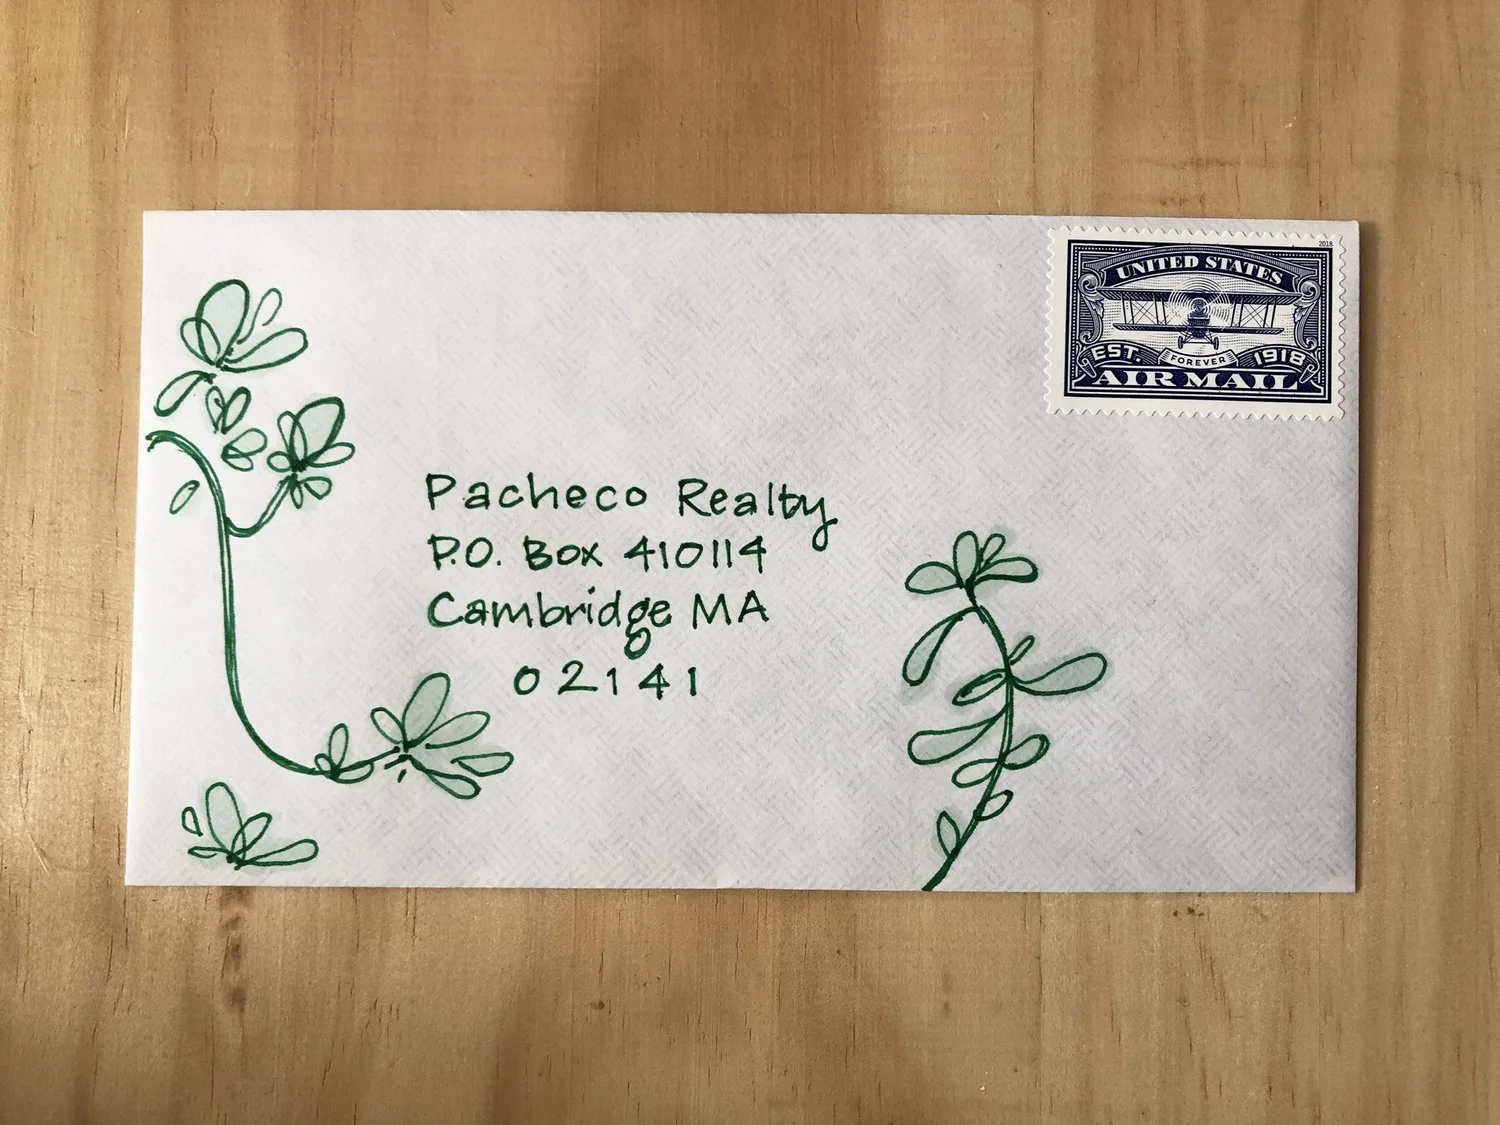 2018
UNITED STATES
EST. FOREVER 1918
AIR MAIL
Pacheco Realty
P.O. Box 410114
Cambridge MA
02141